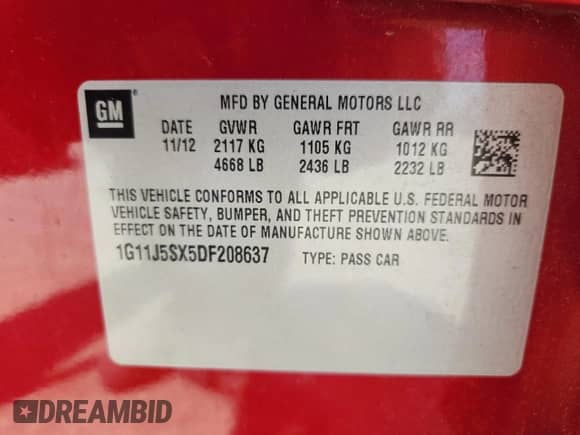 GM
MFD BY GENERAL MOTORS LLC
DATE GVWR GAWR FRT GAWR RR
11/12 2117 KG 1105 KG 1012 KG
4668 LB 2436 LB 2232 LB
THIS VEHICLE CONFORMS TO ALL APPLICABLE U.S. FEDERAL MOTOR
VEHICLE SAFETY, BUMPER, AND THEFT PREVENTION STANDARDS IN
EFFECT ON THE DATE OF MANUFACTURE SHOWN ABOVE.
1G11J5SX5DF208637 TYPE: PASS CAR
DREAMBID